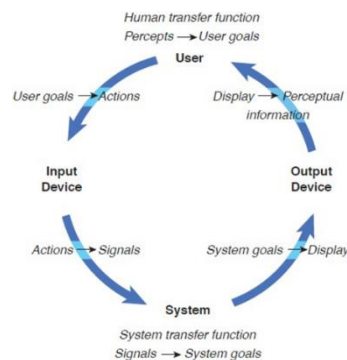 Human transfer function
Percepts → User goals
User
User goals → Actions
Display → Perceptual
information
Input
Device
Output
Device
Actions → Signals
System goals → Display
System
System transfer function
Signals → System goals